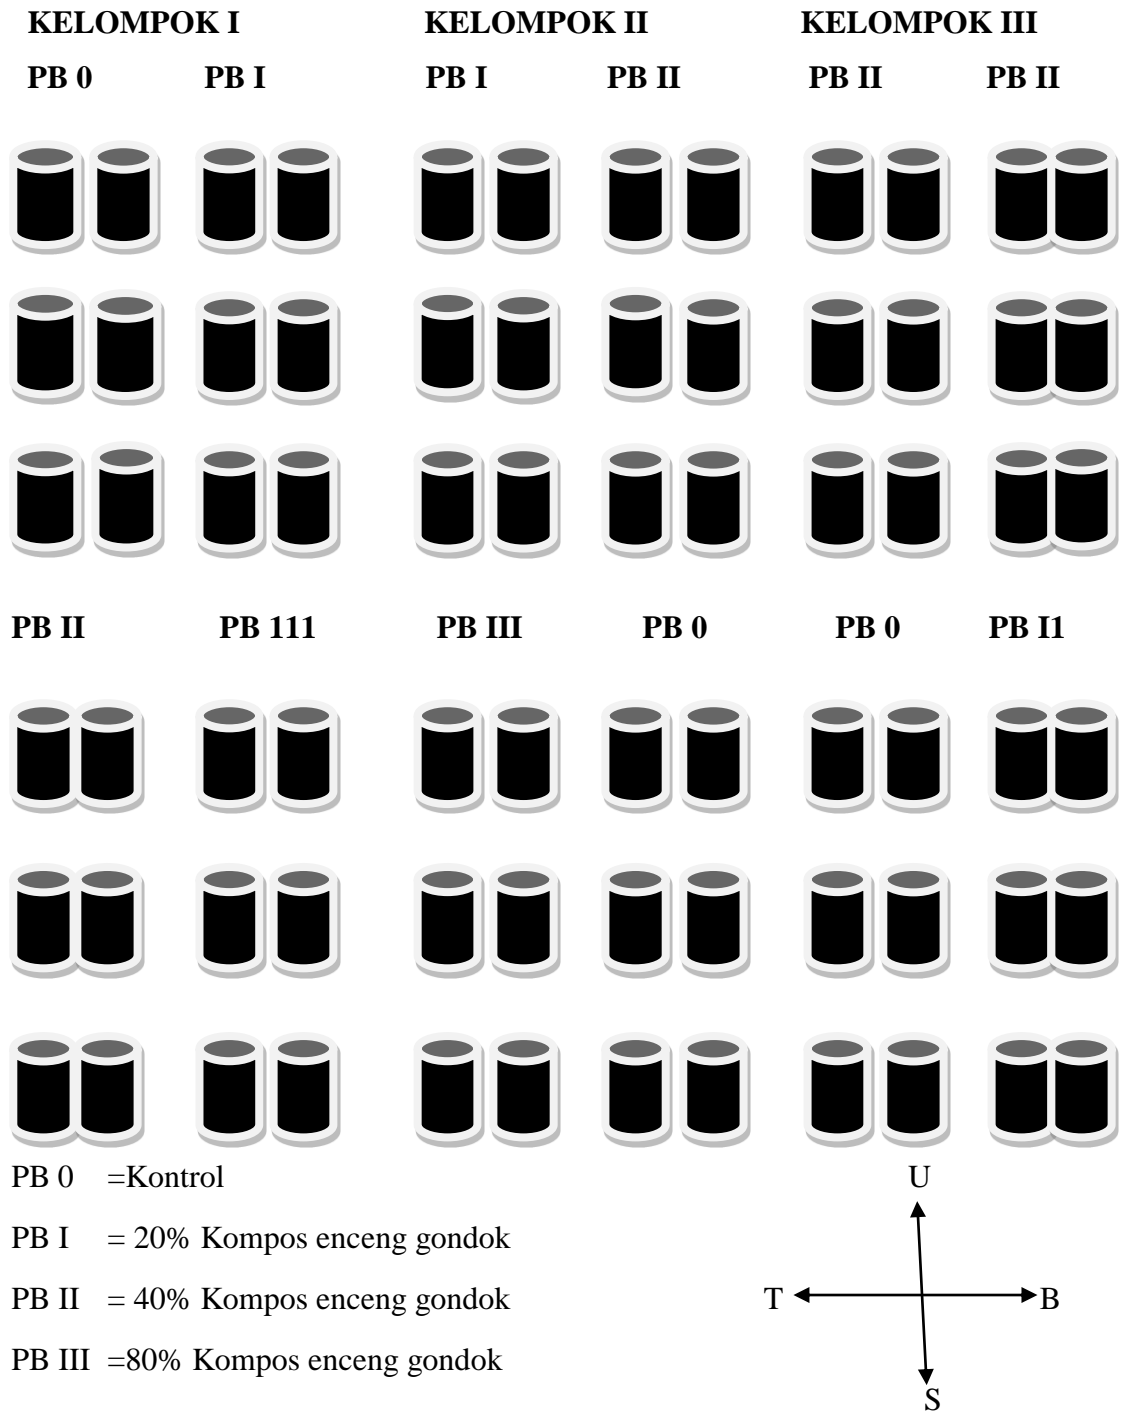 KELOMPOK I KELOMPOK II KELOMPOK III
PB 0 PB I PB I PB II PB II PB II
PB II PB 111 PB III PB 0 PB 0 PB I1
PB 0 =Kontrol
PB I = 20% Kompos enceng gondok
PB II = 40% Kompos enceng gondok
PB III =80% Kompos enceng gondok
U
T B
S